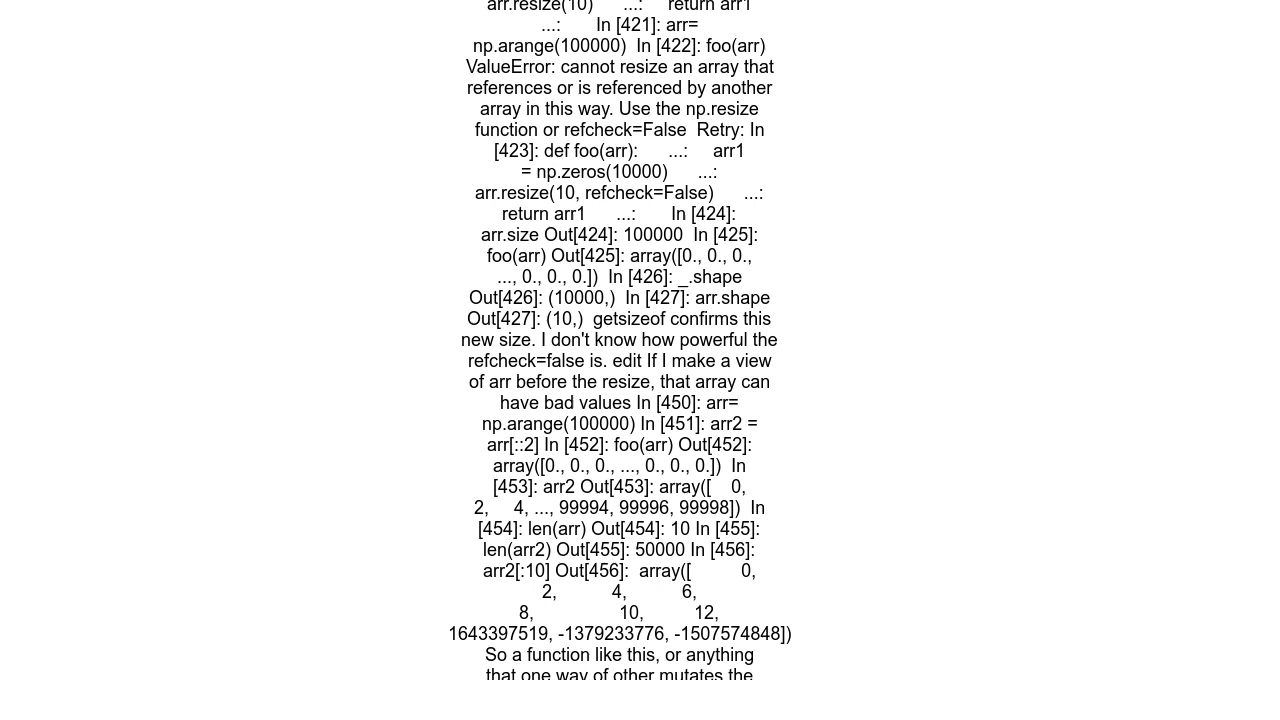 arr.resize(10)      ...:     return arr1
...:       In [421]: arr=
np.arange(100000)  In [422]: foo(arr)
ValueError: cannot resize an array that
references or is referenced by another
array in this way. Use the np.resize
function or refcheck=False  Retry: In
[423]: def foo(arr):      ...:     arr1
= np.zeros(10000)      ...:
arr.resize(10, refcheck=False)      ...:
return arr1      ...:       In [424]:
arr.size Out[424]: 100000  In [425]:
foo(arr) Out[425]: array([0., 0., 0.,
..., 0., 0., 0.])  In [426]: _.shape
Out[426]: (10000,)  In [427]: arr.shape
Out[427]: (10,)  getsizeof confirms this
new size. I don't know how powerful the
refcheck=false is. edit If I make a view
of arr before the resize, that array can
have bad values In [450]: arr=
np.arange(100000) In [451]: arr2 =
arr[::2] In [452]: foo(arr) Out[452]:
array([0., 0., 0., ..., 0., 0., 0.])  In
[453]: arr2 Out[453]: array([    0,
2,     4, ..., 99994, 99996, 99998])  In
[454]: len(arr) Out[454]: 10 In [455]:
len(arr2) Out[455]: 50000 In [456]:
arr2[:10] Out[456]:  array([          0,
2,           4,           6,
8,                 10,          12,
1643397519, -1379233776, -1507574848])
So a function like this, or anything
that one way of other mutates the